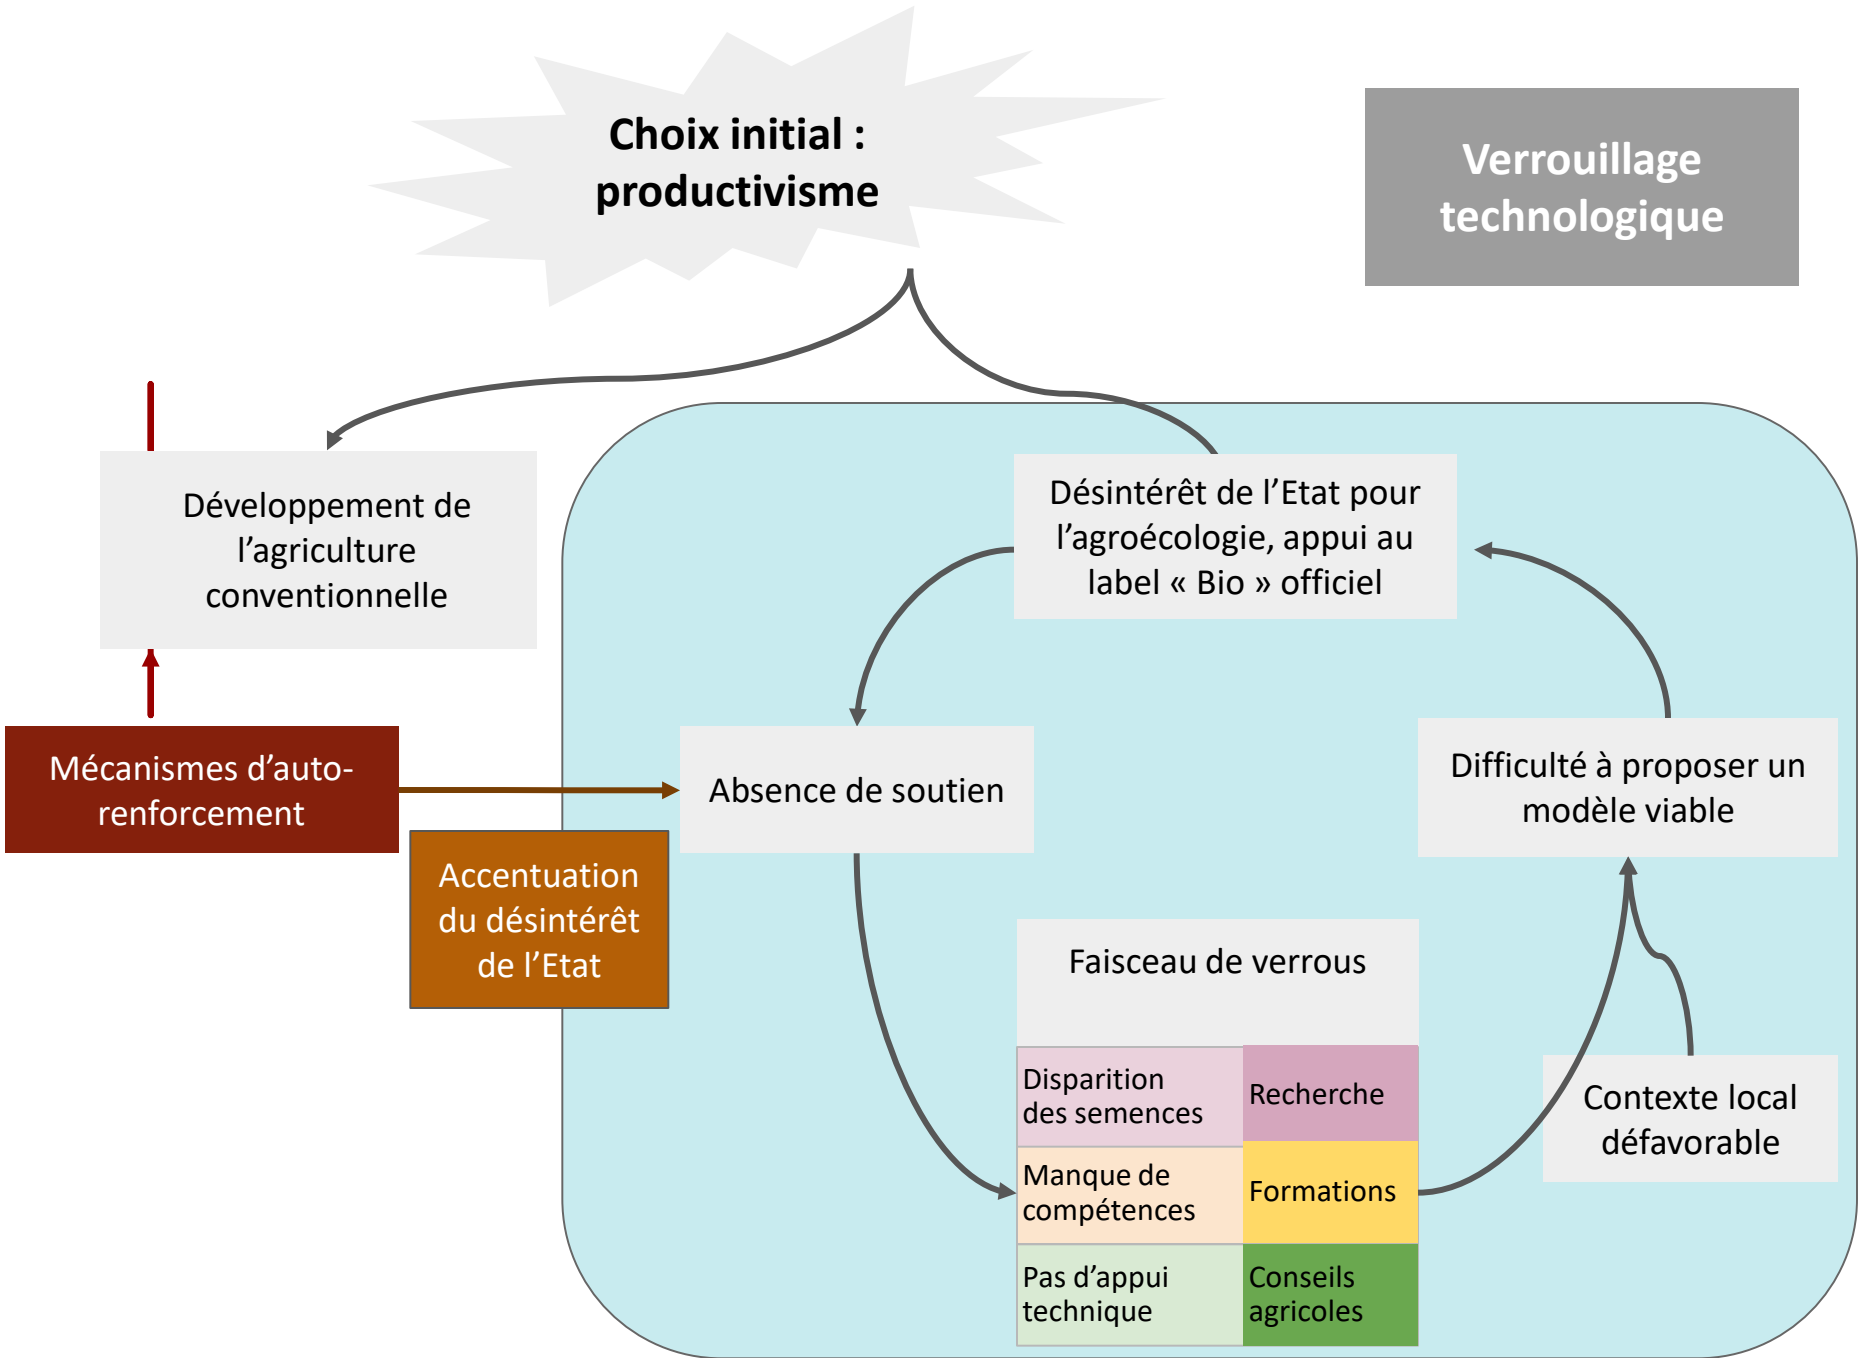 Choix initial :
productivisme
Verrouillage
technologique
Développement de
l’agriculture
conventionnelle
Désintérêt de l’Etat pour
l’agroécologie, appui au
label « Bio » officiel
Mécanismes d’auto-
renforcement
Absence de soutien
Difficulté à proposer un
modèle viable
Accentuation
du désintérêt
de l’Etat
Faisceau de verrous
Disparition
des semences
Recherche
Manque de
compétences
Formations
Pas d’appui
technique
Conseils
agricoles
Contexte local
défavorable